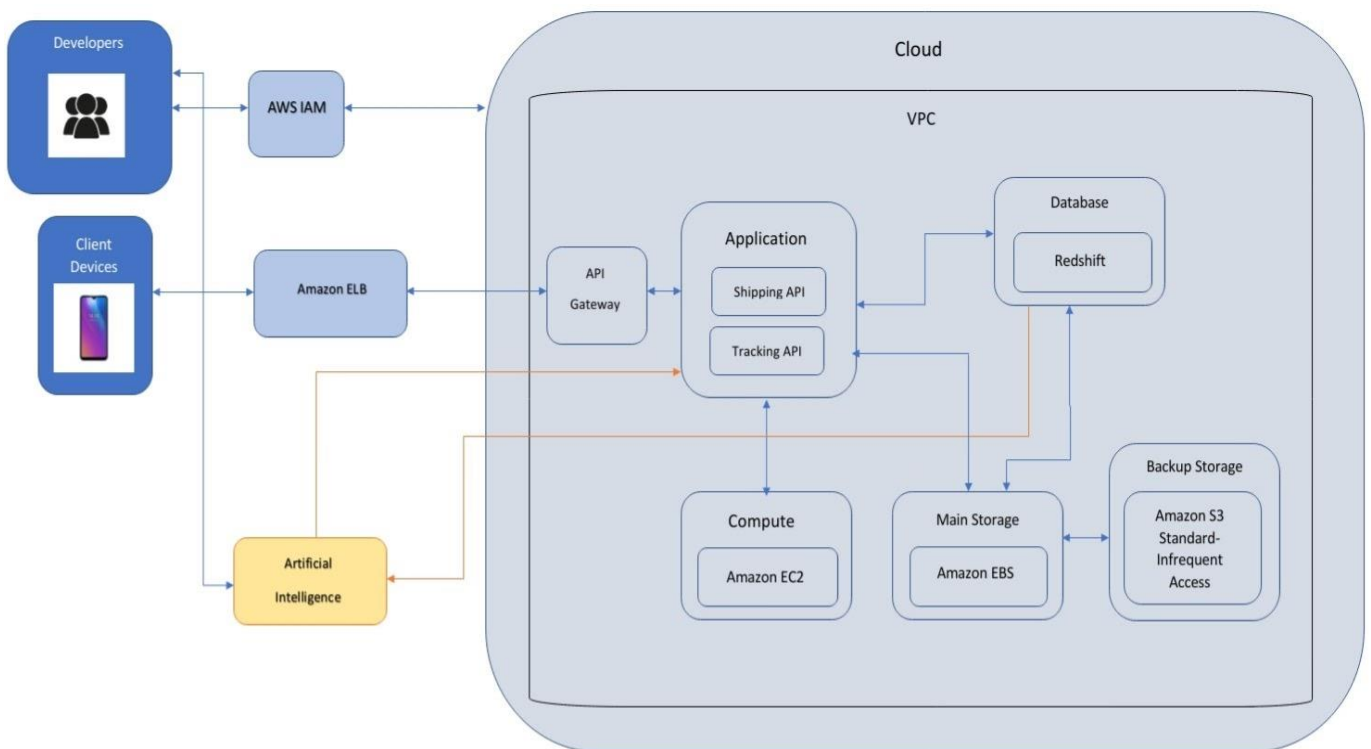 Developers
AWS IAM
Client
Devices
Amazon ELB
Artificial
Intelligence
Cloud
VPC
API
Gateway
Application
Shipping API
Tracking API
Database
Redshift
Compute
Amazon EC2
Main Storage
Amazon EBS
Backup Storage
Amazon S3
Standard-
Infrequent
Access